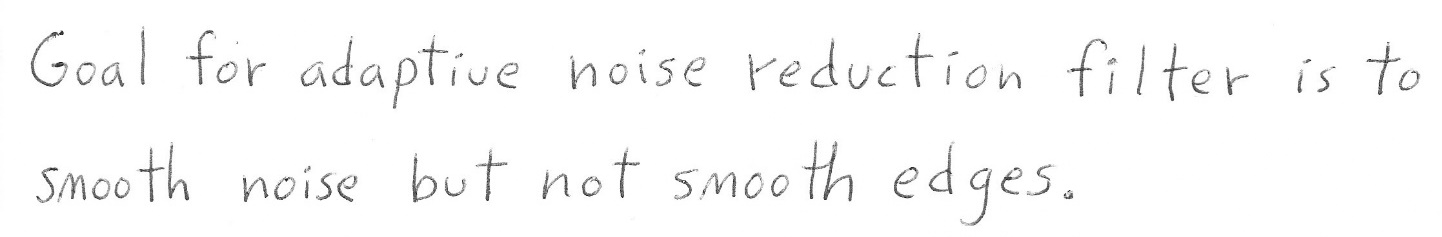 Goal for adaptive noise reduction filter is to
smooth noise but not smooth edges.